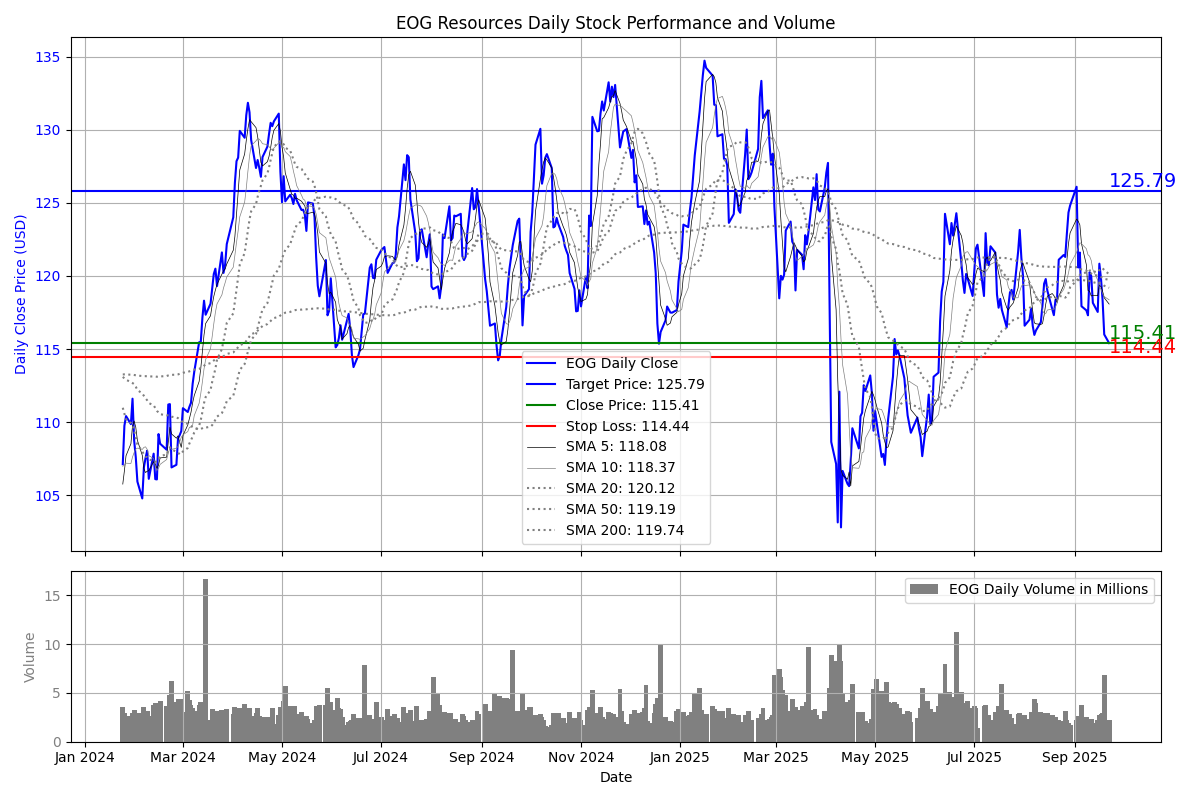 EOG Resources Daily Stock Performance and Volume
Daily Close Price (USD)
135
130
125
120
115
110
105
125.79
115.41
114.44
EOG Daily Close
Target Price: 125.79
Close Price: 115.41
Stop Loss: 114.44
SMA 5: 118.08
SMA 10: 118.37
SMA 20: 120.12
SMA 50: 119.19
SMA 200: 119.74
Volume
15
10
5
0
EOG Daily Volume in Millions
Jan 2024 Mar 2024 May 2024 Jul 2024 Sep 2024 Nov 2024 Jan 2025 Mar 2025 May 2025 Jul 2025 Sep 2025
Date